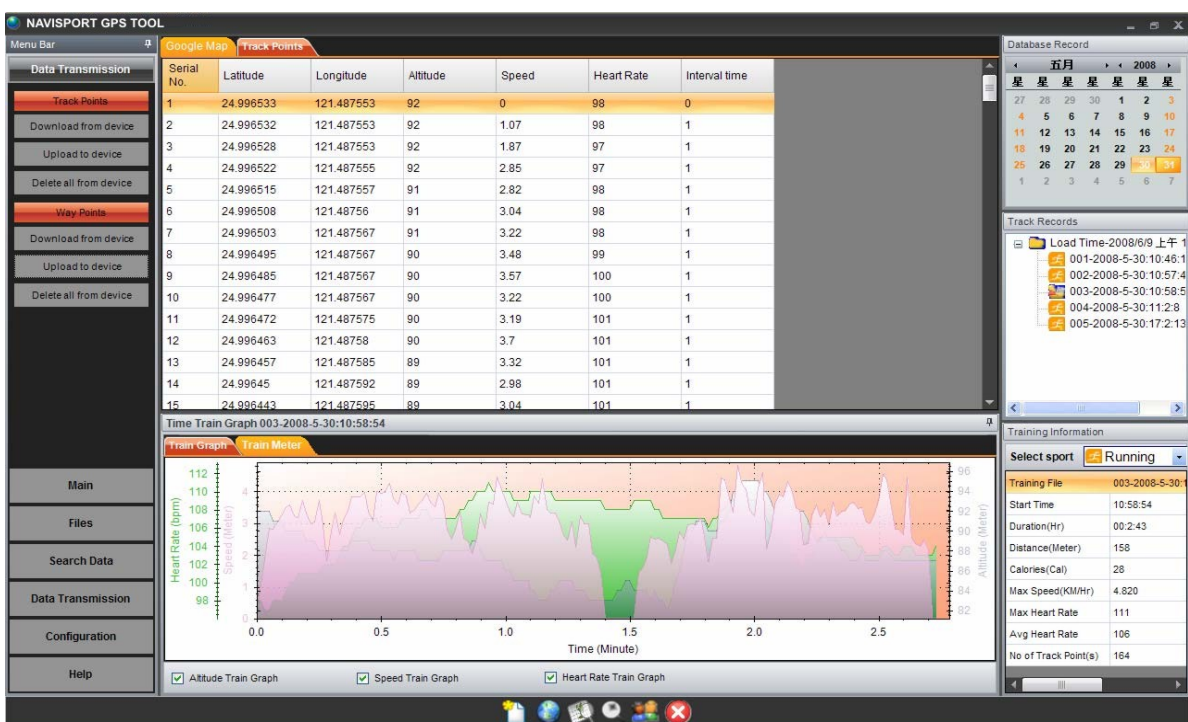 NAVISPORT GPS TOOL
Menu Bar
Data Transmission
Track Points
Download from device
Upload to device
Delete all from device
Way Points
Download from device
Upload to device
Delete all from device
Main
Files
Search Data
Data Transmission
Configuration
Help
Google Map Track Points
Serial No. Latitude Longitude Altitude Speed Heart Rate Interval time
1 24.996533 121.487553 92 0 98 0
2 24.996532 121.487553 92 1.07 98 1
3 24.996528 121.487553 92 1.87 97 1
4 24.996522 121.487555 92 2.85 97 1
5 24.996515 121.487557 91 2.82 98 1
6 24.996508 121.48756 91 3.04 98 1
7 24.996503 121.487567 91 3.22 98 1
8 24.996495 121.487567 90 3.48 99 1
9 24.996485 121.487567 90 3.57 100 1
10 24.996477 121.487567 90 3.22 100 1
11 24.996472 121.487575 90 3.19 101 1
12 24.996463 121.48758 90 3.7 101 1
13 24.996457 121.487585 89 3.32 101 1
14 24.99645 121.487592 89 2.98 101 1
15 24.996443 121.487595 89 3.04 101 1
Time Train Graph 003-2008-5-30:10:58:54
Train Graph Train Meter
Heart Rate (bpm)
112
110
108
106
104
102
100
98
Speed (Meter)
4
3
2
1
0
96
94
92
90
88
86
84
82
Altitude (Meter)
0.0 0.5 1.0 1.5 2.0 2.5
Time (Minute)
Altitude Train Graph Speed Train Graph Heart Rate Train Graph
Database Record
五月 2008
星 星 星 星 星 星 星
27 28 29 30 1 2 3
4 5 6 7 8 9 10
11 12 13 14 15 16 17
18 19 20 21 22 23 24
25 26 27 28 29 30 31
1 2 3 4 5 6 7
Track Records
Load Time-2008/6/9 上午 1
001-2008-5-30:10:46:1
002-2008-5-30:10:57:4
003-2008-5-30:10:58:5
004-2008-5-30:11:2:8
005-2008-5-30:17:2:13
Training Information
Select sport Running
Training File 003-2008-5-30:1
Start Time 10:58:54
Duration(Hr) 00:2:43
Distance(Meter) 158
Calories(Cal) 28
Max Speed(KM/Hr) 4.820
Max Heart Rate 111
Avg Heart Rate 106
No of Track Point(s) 164